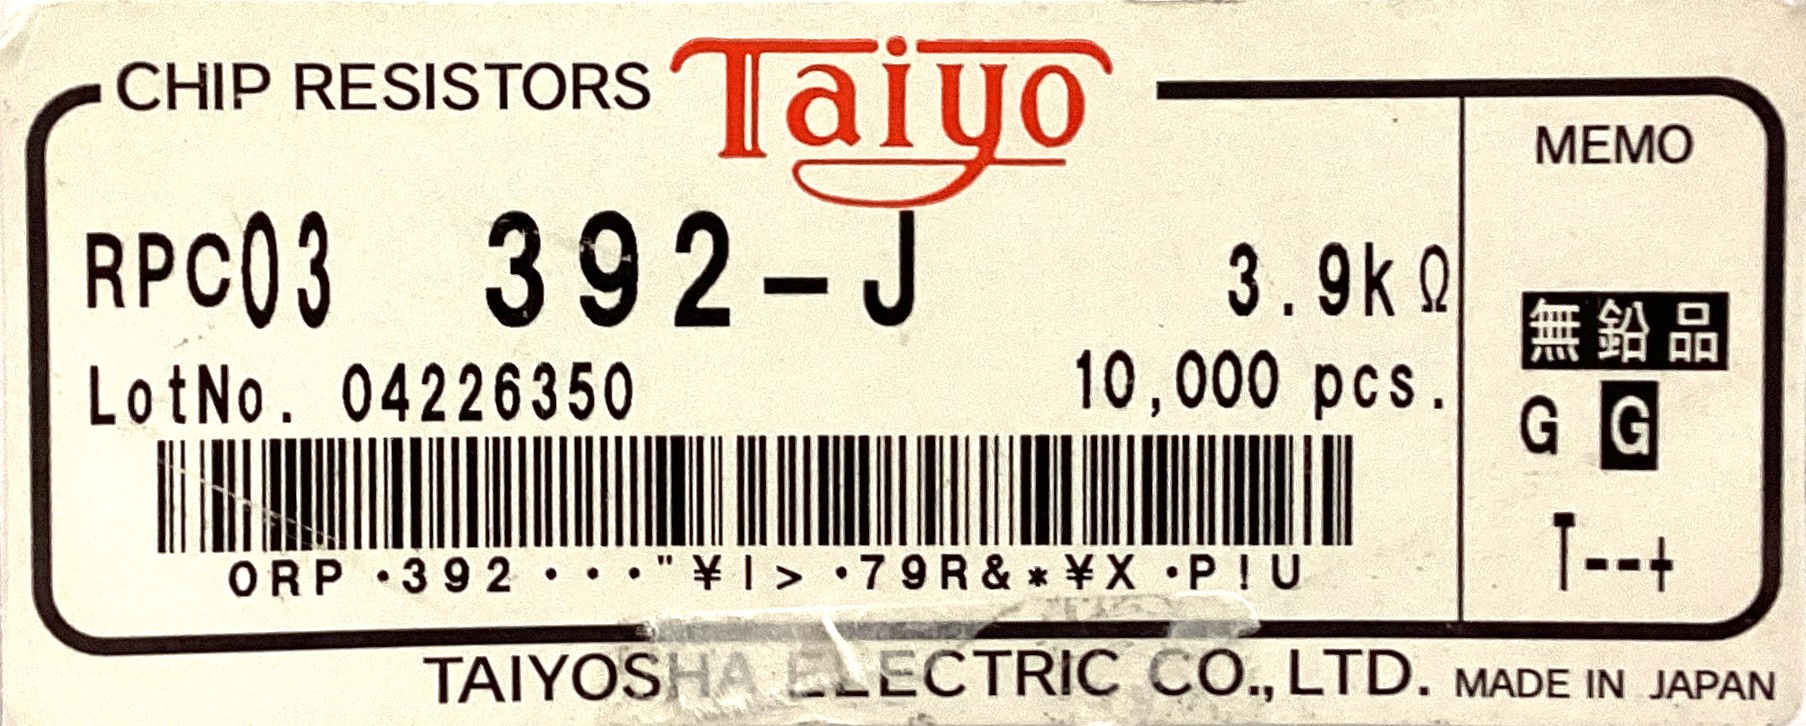 CHIP RESISTORS Taiyo
MEMO
RPC03 392-J 3.9kΩ
LotNo. 04226350 10,000 pcs.
無鉛品
G G
ORP・392・・・"¥|>・79R&*¥X・P!U
TAIYOSHA ELECTRIC CO., LTD. MADE IN JAPAN